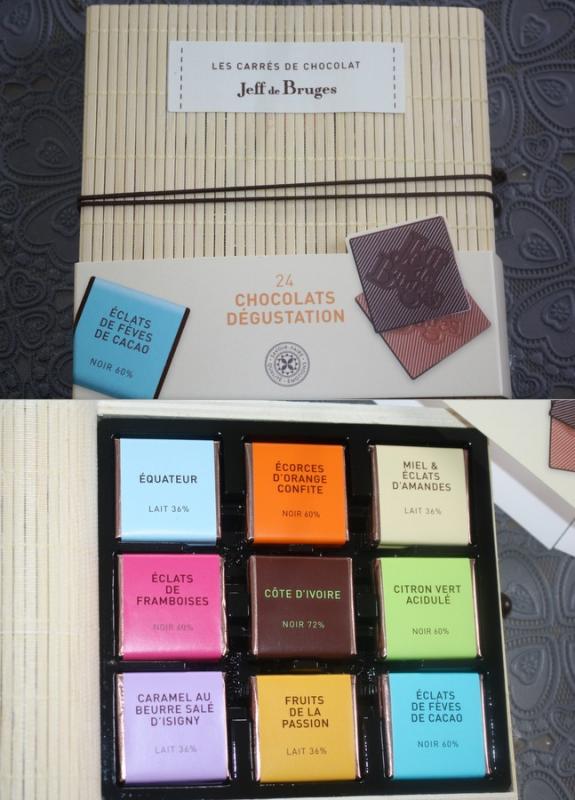 LES CARRÉS DE CHOCOLAT
Jeff de Bruges
24
CHOCOLATS
DÉGUSTATION
ÉCLATS
DE FÈVES
DE CACAO
NOIR 60%
ÉQUATEUR
LAIT 36%
ÉCORCES
D'ORANGE
CONFITE
NOIR 60%
MIEL &
ÉCLATS
D'AMANDES
LAIT 36%
ÉCLATS
DE
FRAMBOISES
NOIR 60%
CÔTE D'IVOIRE
NOIR 72%
CITRON VERT
ACIDULÉ
NOIR 60%
CARAMEL AU
BEURRE SALÉ
D'ISIGNY
LAIT 36%
FRUITS
DE LA
PASSION
LAIT 36%
ÉCLATS
DE FÈVES
DE CACAO
NOIR 60%